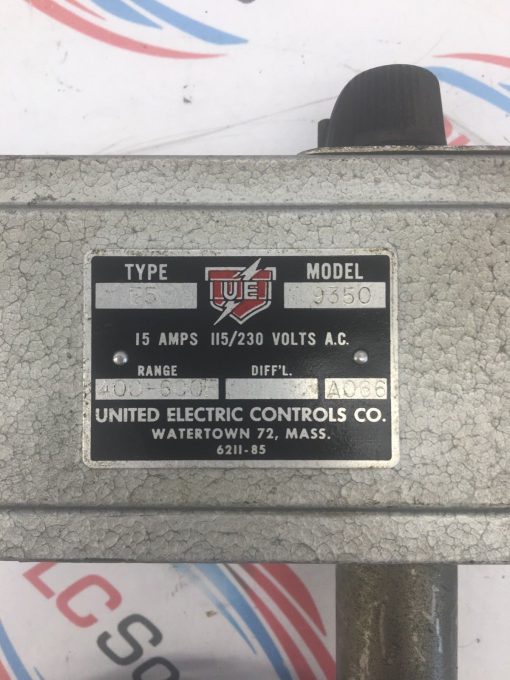 TYPE UE MODEL
9350
15 AMPS 115/230 VOLTS A.C.
RANGE DIFF'L.
A066
UNITED ELECTRIC CONTROLS CO.
WATERTOWN 72, MASS.
6211-85
LCSo